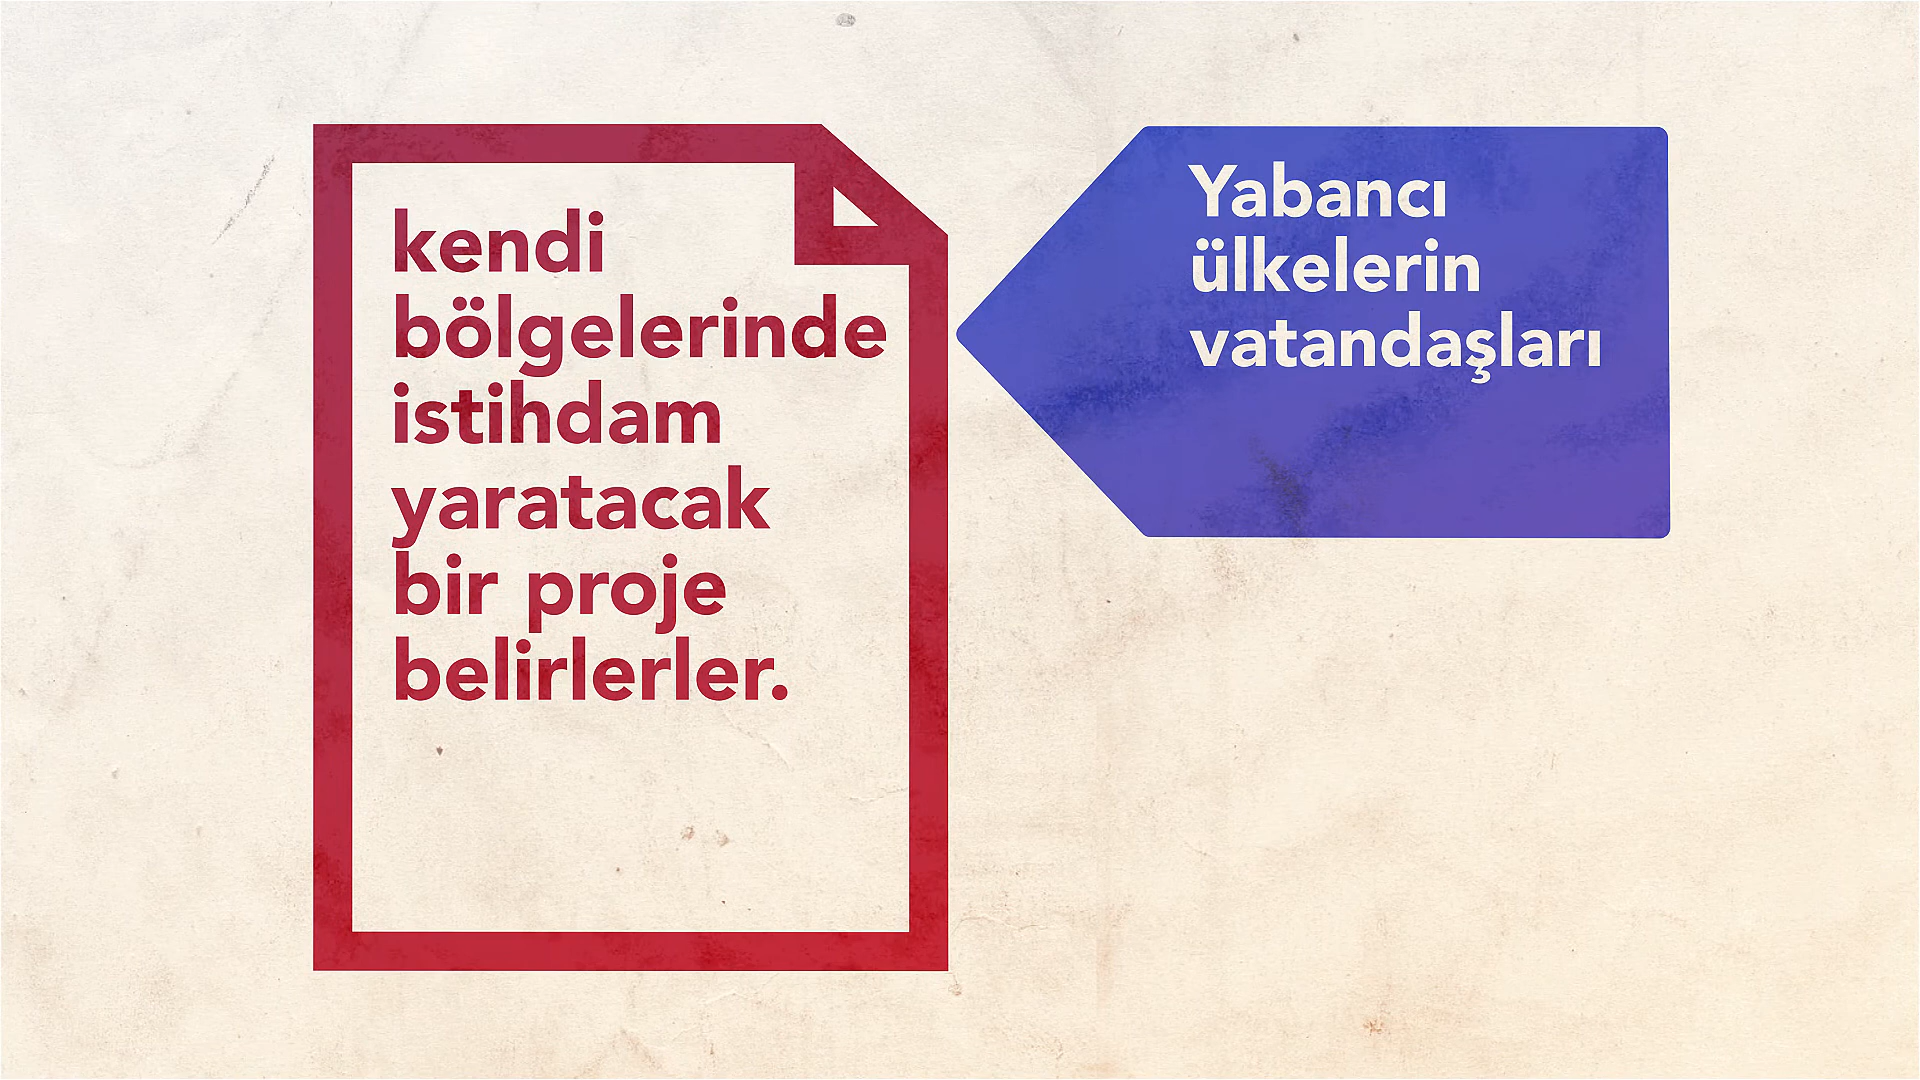 Yabancı
ülkelerin
vatandaşları
kendi
bölgelerinde
istihdam
yaratacak
bir proje
belirlerler.